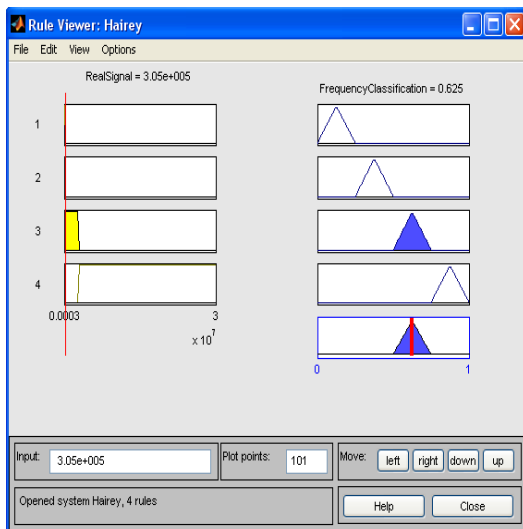 Rule Viewer: Hairey
File Edit View Options
RealSignal = 3.05e+005
FrequencyClassification = 0.625
1
2
3
4
0.0003 3
x 10^7
0 1
Input: 3.05e+005 Plot points: 101 Move: left right down up
Opened system Hairey, 4 rules
Help Close